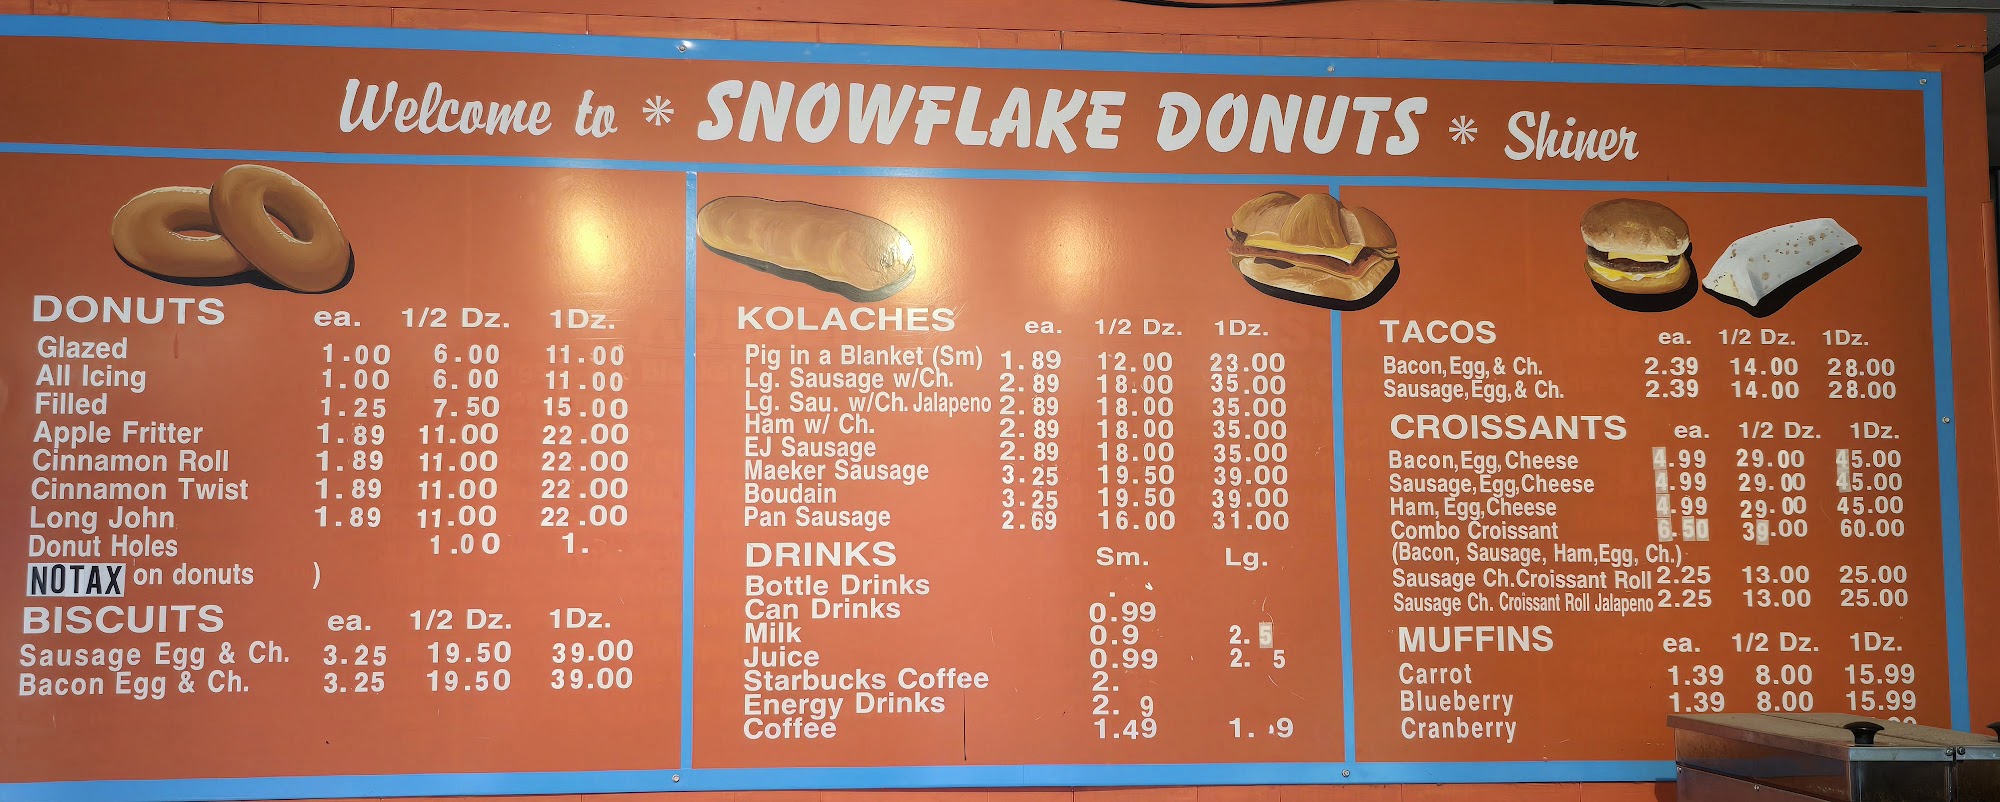 Welcome to * SNOWFLAKE DONUTS * Shiner
DONUTS ea. 1/2 Dz. 1Dz.
Glazed 1.00 6.00 11.00
All Icing 1.00 6.00 11.00
Filled 1.25 7.50 15.00
Apple Fritter 1.89 11.00 22.00
Cinnamon Roll 1.89 11.00 22.00
Cinnamon Twist 1.89 11.00 22.00
Long John 1.89 11.00 22.00
Donut Holes 1.00 1.
NO TAX on donuts )
BISCUITS ea. 1/2 Dz. 1Dz.
Sausage Egg & Ch. 3.25 19.50 39.00
Bacon Egg & Ch. 3.25 19.50 39.00
KOLACHES ea. 1/2 Dz. 1Dz.
Pig in a Blanket (Sm) 1.89 12.00 23.00
Lg. Sausage w/Ch. 2.89 18.00 35.00
Lg. Sau. w/Ch. Jalapeno 2.89 18.00 35.00
Ham w/ Ch. 2.89 18.00 35.00
EJ Sausage 2.89 18.00 35.00
Maeker Sausage 3.25 19.50 39.00
Boudain 3.25 19.50 39.00
Pan Sausage 2.69 16.00 31.00
DRINKS Sm. Lg.
Bottle Drinks
Can Drinks 0.99
Milk 0.9 2. 5
Juice 0.99 2. 5
Starbucks Coffee 2.
Energy Drinks 2. 9
Coffee 1.49 1. 9
TACOS ea. 1/2 Dz. 1Dz.
Bacon, Egg, & Ch. 2.39 14.00 28.00
Sausage, Egg, & Ch. 2.39 14.00 28.00
CROISSANTS ea. 1/2 Dz. 1Dz.
Bacon, Egg, Cheese 4.99 29.00 45.00
Sausage, Egg, Cheese 4.99 29.00 45.00
Ham, Egg, Cheese 4.99 29.00 45.00
Combo Croissant 6.50 39.00 60.00
(Bacon, Sausage, Ham, Egg, Ch.)
Sausage Ch. Croissant Roll 2.25 13.00 25.00
Sausage Ch. Croissant Roll Jalapeno 2.25 13.00 25.00
MUFFINS ea. 1/2 Dz. 1Dz.
Carrot 1.39 8.00 15.99
Blueberry 1.39 8.00 15.99
Cranberry